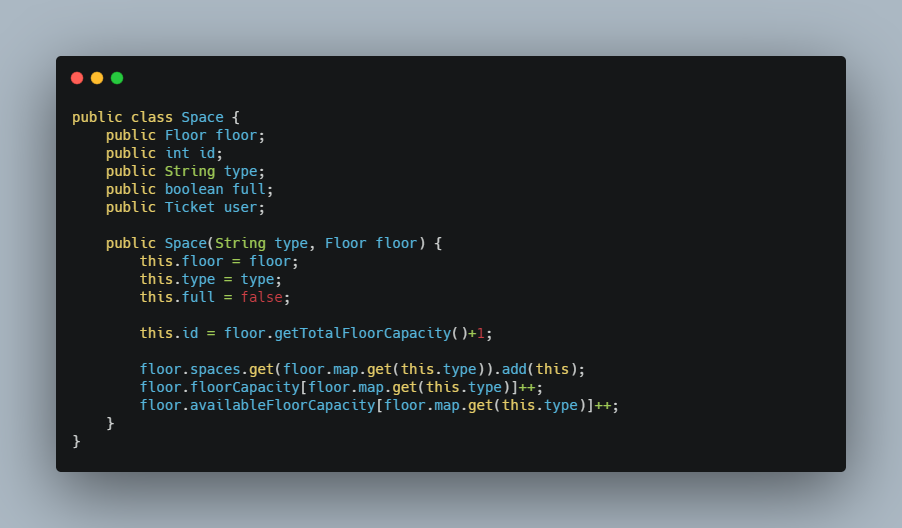 public class Space {
    public Floor floor;
    public int id;
    public String type;
    public boolean full;
    public Ticket user;

    public Space(String type, Floor floor) {
        this.floor = floor;
        this.type = type;
        this.full = false;

        this.id = floor.getTotalFloorCapacity()+1;

        floor.spaces.get(floor.map.get(this.type)).add(this);
        floor.floorCapacity[floor.map.get(this.type)]++;
        floor.availableFloorCapacity[floor.map.get(this.type)]++;
    }
}